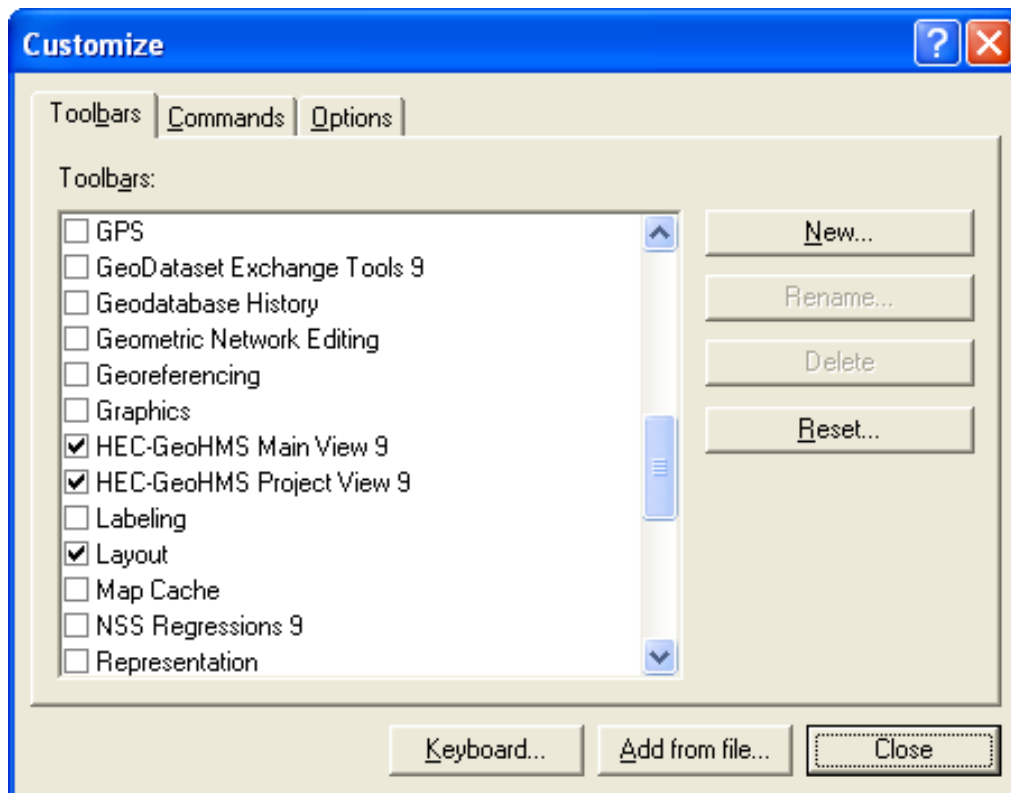 Customize
Toolbars Commands Options
Toolbars:
GPS
GeoDataset Exchange Tools 9
Geodatabase History
Geometric Network Editing
Georeferencing
Graphics
HEC-GeoHMS Main View 9
HEC-GeoHMS Project View 9
Labeling
Layout
Map Cache
NSS Regressions 9
Representation
New...
Rename...
Delete
Reset...
Keyboard... Add from file... Close